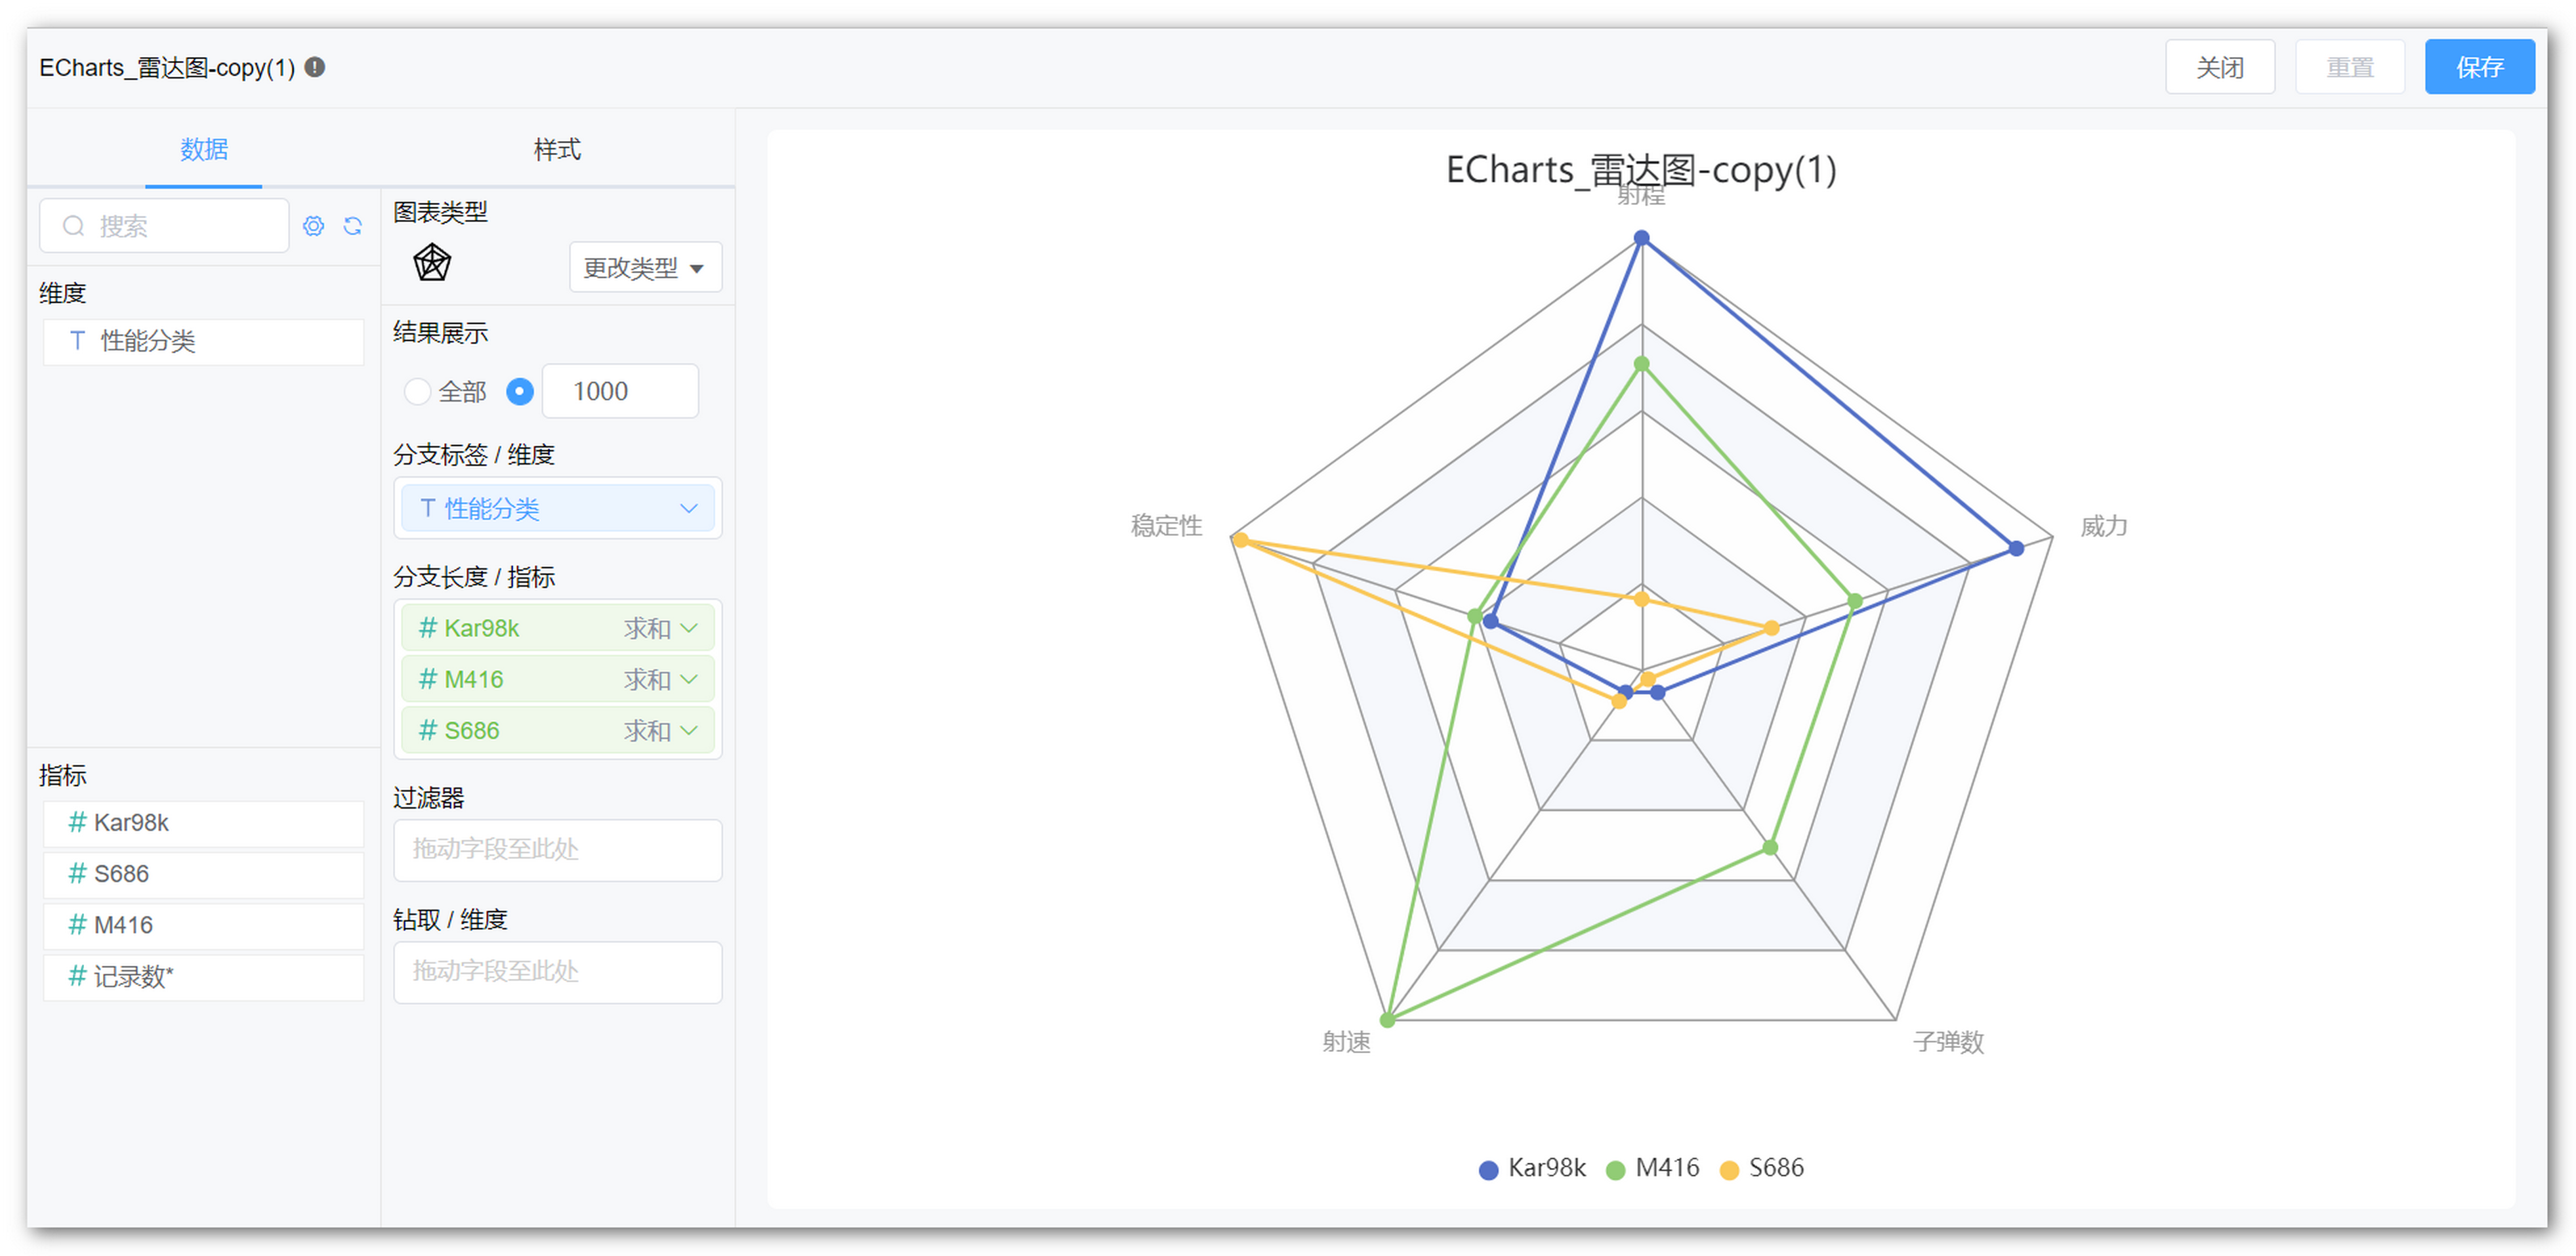 ECharts_雷达图-copy(1)
关闭
重置
保存
数据
样式
搜索
维度
T 性能分类
指标
# Kar98k
# S686
# M416
# 记录数*
图表类型
更改类型
结果展示
全部
1000
分支标签 / 维度
T 性能分类
分支长度 / 指标
# Kar98k 求和
# M416 求和
# S686 求和
过滤器
拖动字段至此处
钻取 / 维度
拖动字段至此处
ECharts_雷达图-copy(1)
射程
稳定性
威力
射速
子弹数
Kar98k M416 S686